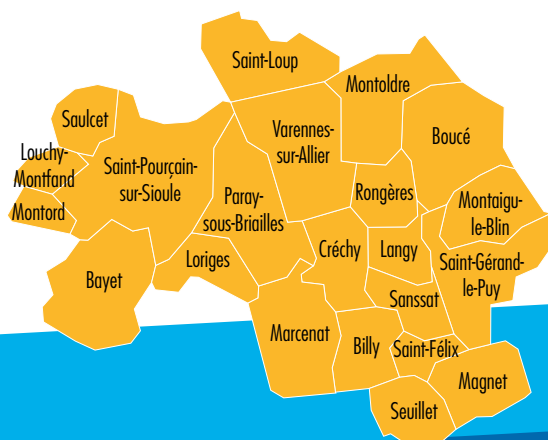 Saint-Loup
Montoldre
Saulcet
Varennes-
sur-Allier
Boucé
Louchy-
Montfand
Saint-Pourçain-
sur-Sioule
Rongères
Paray-
sous-Briailles
Montaigu-
le-Blin
Montord
Créchy
Langy
Loriges
Saint-Gérand-
le-Puy
Bayet
Sanssat
Marcenat
Billy
Saint-Félix
Magnet
Seuillet